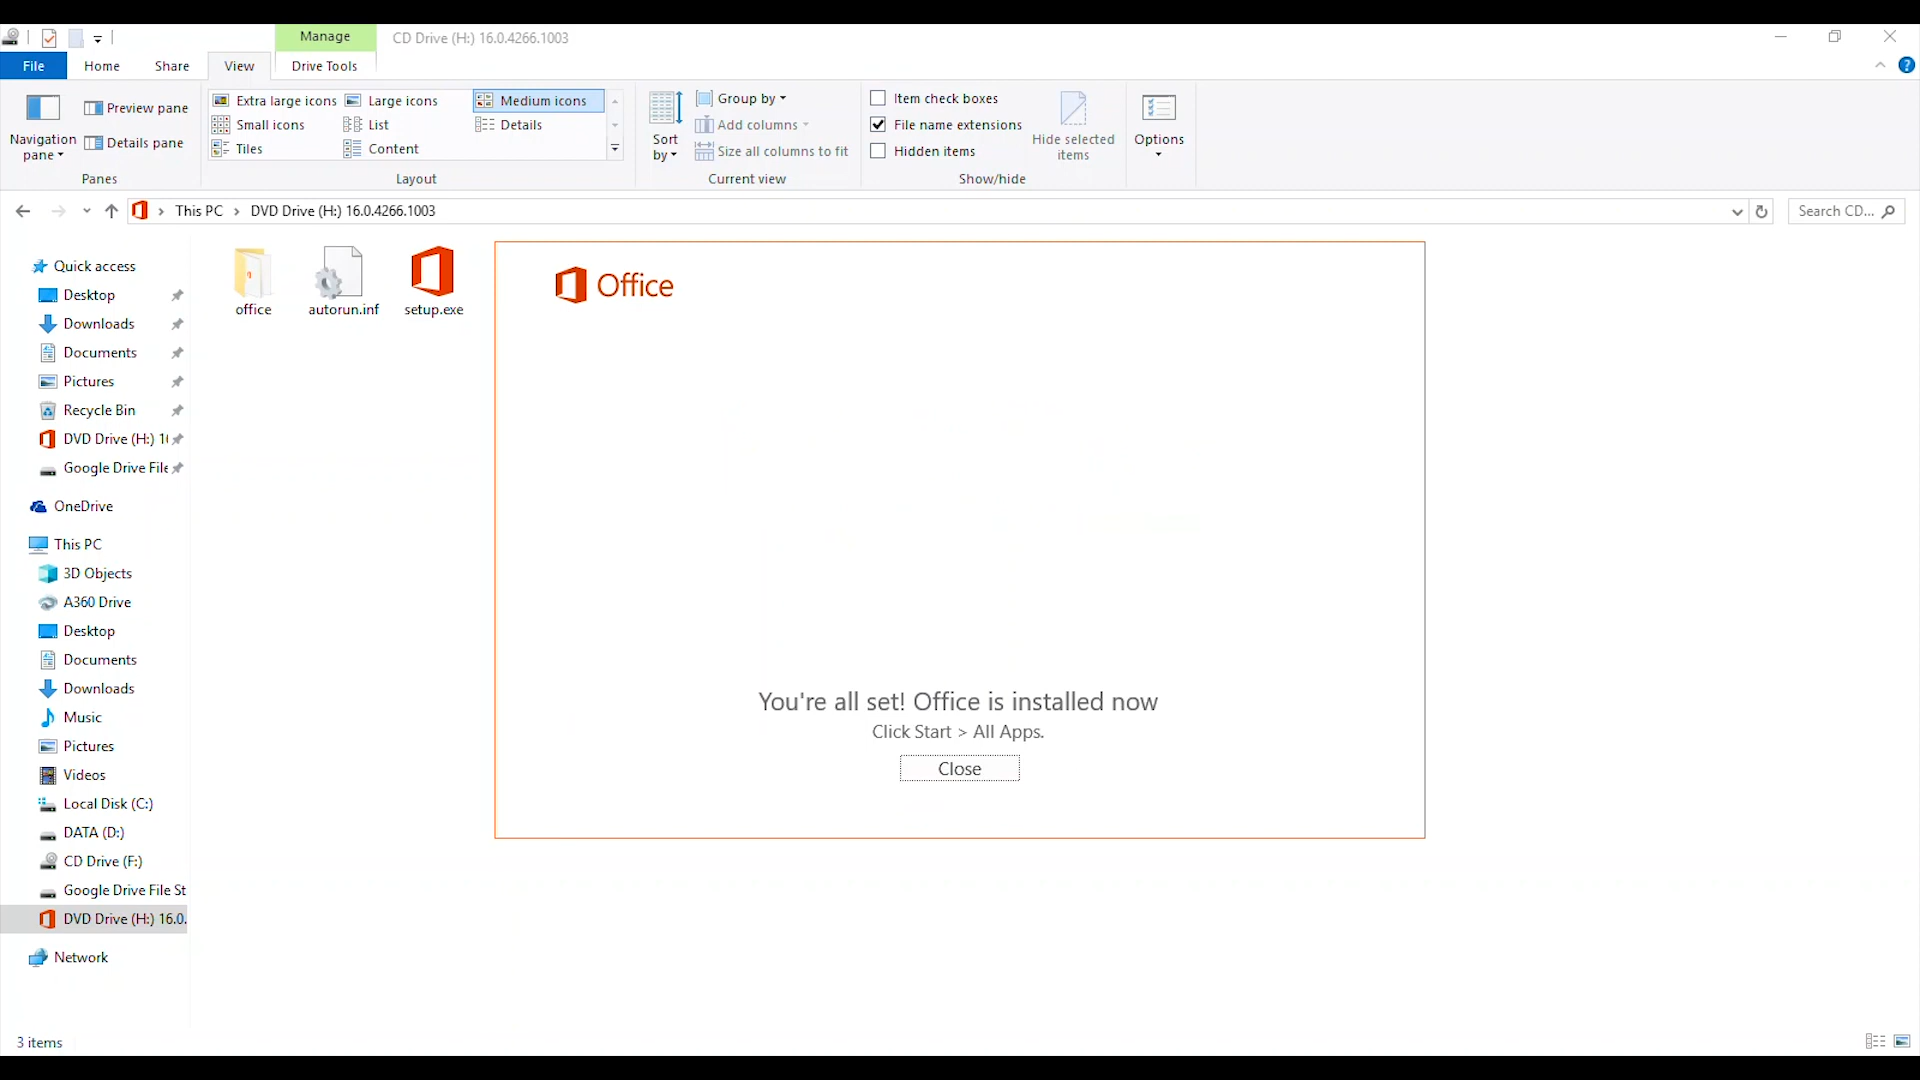 Manage
CD Drive (H:) 16.0.4266.1003
File
Home
Share
View
Drive Tools
Navigation pane
Preview pane
Details pane
Panes
Extra large icons
Large icons
Medium icons
Small icons
List
Details
Tiles
Content
Layout
Sort by
Group by
Add columns
Size all columns to fit
Current view
Item check boxes
File name extensions
Hidden items
Hide selected items
Show/hide
Options
This PC > DVD Drive (H:) 16.0.4266.1003
Search CD...
Quick access
Desktop
Downloads
Documents
Pictures
Recycle Bin
DVD Drive (H:) 1
Google Drive File
OneDrive
This PC
3D Objects
A360 Drive
Desktop
Documents
Downloads
Music
Pictures
Videos
Local Disk (C:)
DATA (D:)
CD Drive (F:)
Google Drive File St
DVD Drive (H:) 16.0.
Network
office
autorun.inf
setup.exe
Office
You're all set! Office is installed now
Click Start > All Apps.
Close
3 items